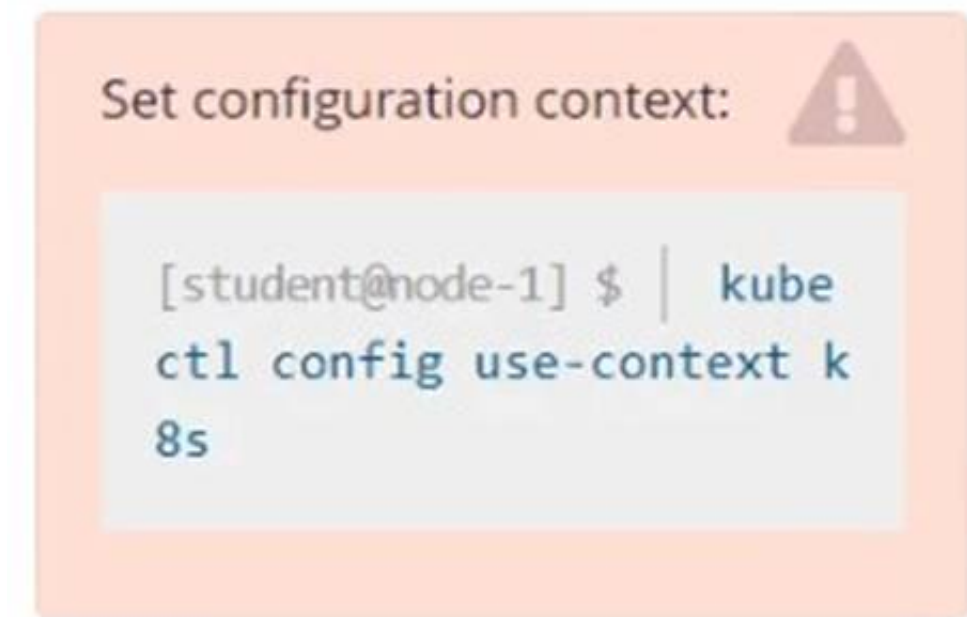 Set configuration context:
[student@node-1] $ | kube
ctl config use-context k
8s